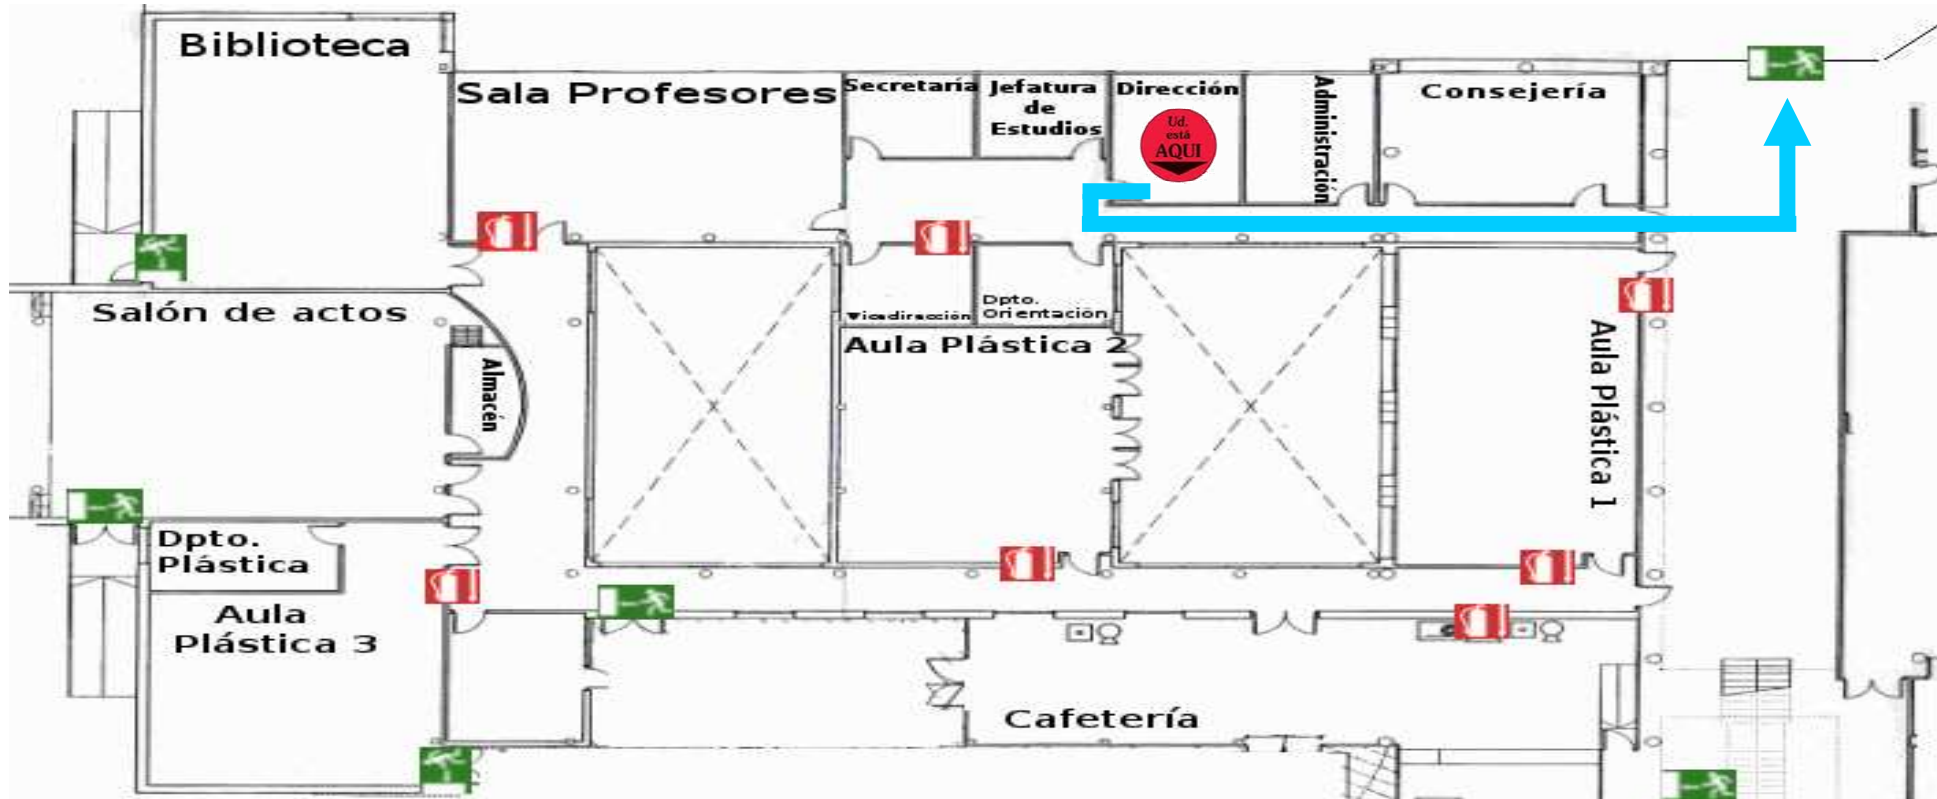 Biblioteca
Sala Profesores
Secretaría
Jefatura
de
Estudios
Dirección
Ud.
está
AQUI
Administración
Consejería
Salón de actos
Almacén
Vicedirección
Dpto.
Orientación
Aula Plástica 2
Aula Plástica 1
Dpto.
Plástica
Aula
Plástica 3
Cafetería